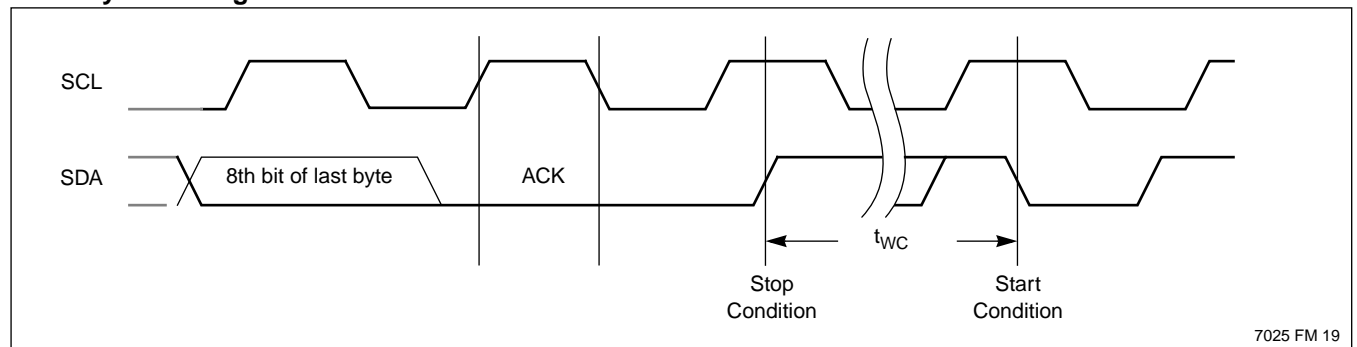 SCL
SDA
8th bit of last byte
ACK
tWC
Stop
Condition
Start
Condition
7025 FM 19